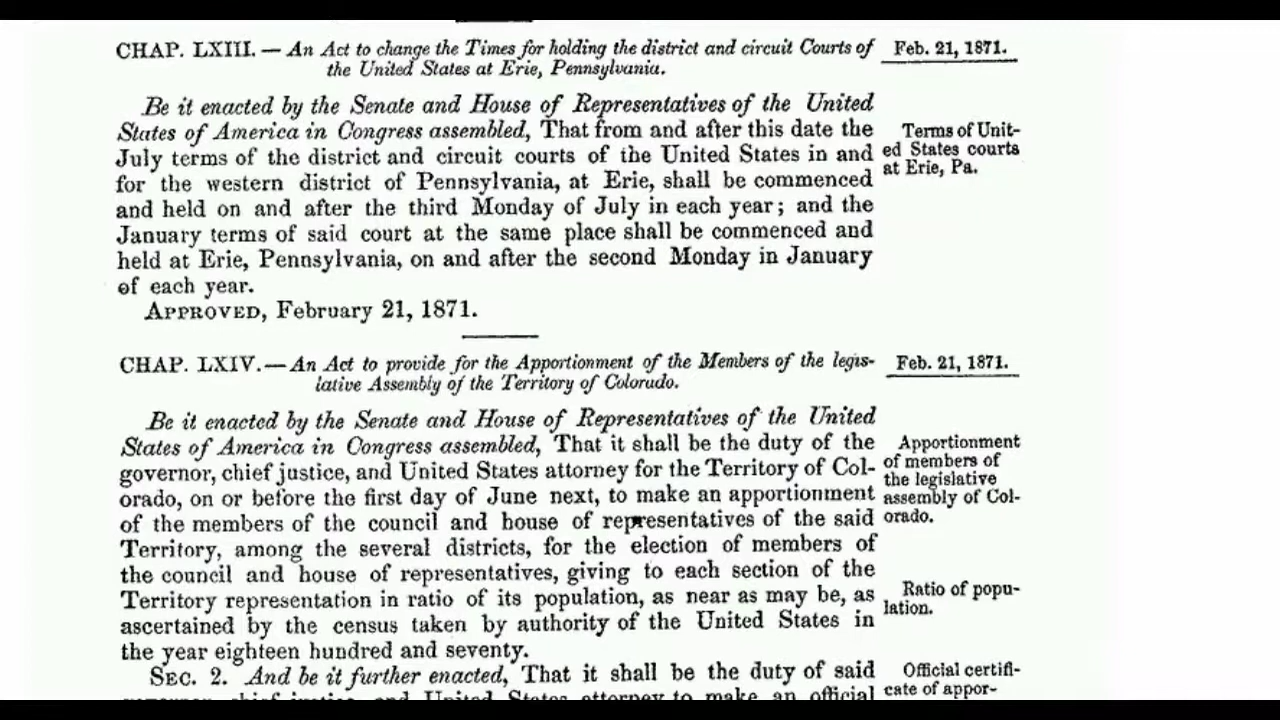 CHAP. LXIII. — An Act to change the Times for holding the district and circuit Courts of
the United States at Erie, Pennsylvania.
Feb. 21, 1871.
Be it enacted by the Senate and House of Representatives of the United
States of America in Congress assembled, That from and after this date the
July terms of the district and circuit courts of the United States in and
for the western district of Pennsylvania, at Erie, shall be commenced
and held on and after the third Monday of July in each year; and the
January terms of said court at the same place shall be commenced and
held at Erie, Pennsylvania, on and after the second Monday in January
of each year.
APPROVED, February 21, 1871.
Terms of Unit-
ed States courts
at Erie, Pa.
CHAP. LXIV. — An Act to provide for the Apportionment of the Members of the legis-
lative Assembly of the Territory of Colorado.
Feb. 21, 1871.
Be it enacted by the Senate and House of Representatives of the United
States of America in Congress assembled, That it shall be the duty of the
governor, chief justice, and United States attorney for the Territory of Col-
orado, on or before the first day of June next, to make an apportionment
of the members of the council and house of representatives of the said
Territory, among the several districts, for the election of members of
the council and house of representatives, giving to each section of the
Territory representation in ratio of its population, as near as may be, as
ascertained by the census taken by authority of the United States in
the year eighteen hundred and seventy.
Apportionment
of members of
the legislative
assembly of Col-
orado.
Ratio of popu-
lation.
SEC. 2. And be it further enacted, That it shall be the duty of said
governor, chief justice, and United States attorney to make an official
Official certifi-
cate of appor-